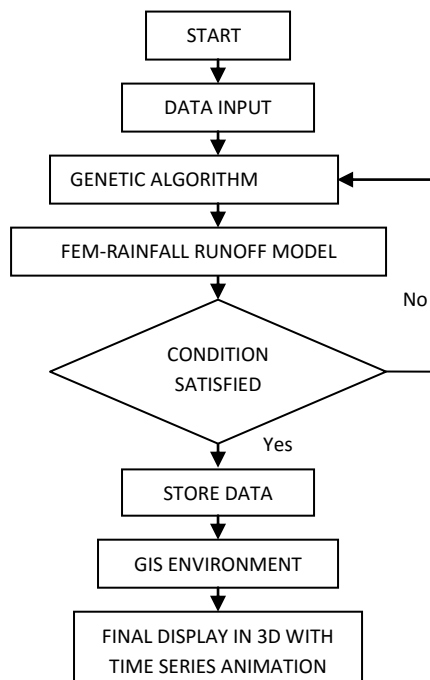 START
DATA INPUT
GENETIC ALGORITHM
FEM-RAINFALL RUNOFF MODEL
No
CONDITION
SATISFIED
Yes
STORE DATA
GIS ENVIRONMENT
FINAL DISPLAY IN 3D WITH
TIME SERIES ANIMATION